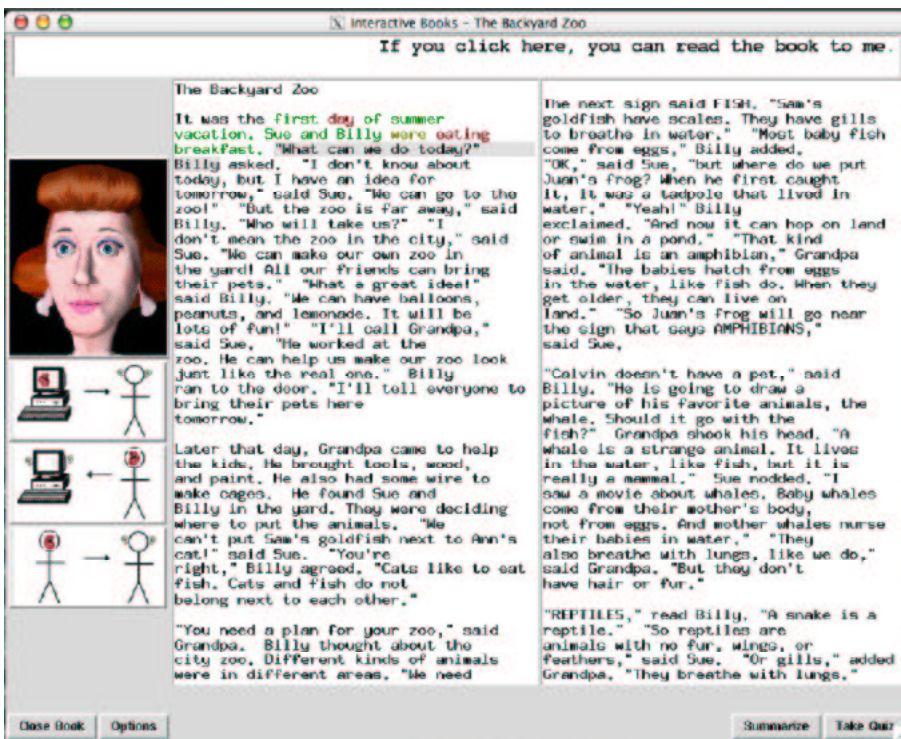 Interactive Books - The Backyard Zoo
If you click here, you can read the book to me.
The Backyard Zoo
It was the first day of summer
vacation. Sue and Billy were eating
breakfast. "What can we do today?"
Billy asked. "I don't know about
today, but I have an idea for
tomorrow," said Sue. "We can go to the
zoo!" "But the zoo is far away," said
Billy. "Who will take us?" "I
don't mean the zoo in the city," said
Sue. "We can make our own zoo in
the yard! All our friends can bring
their pets." "What a great idea!"
said Billy. "We can have balloons,
peanuts, and lemonade. It will be
lots of fun!" "I'll call Grandpa,"
said Sue. "He worked at the
zoo. He can help us make our zoo look
just like the real one." Billy
ran to the door. "I'll tell everyone to
bring their pets here
tomorrow."
Later that day, Grandpa came to help
the kids. He brought tools, wood,
and paint. He also had some wire to
make cages. He found Sue and
Billy in the yard. They were deciding
where to put the animals. "We
can't put Sam's goldfish next to Ann's
cat!" said Sue. "You're
right," Billy agreed. "Cats like to eat
fish. Cats and fish do not
belong next to each other."
"You need a plan for your zoo," said
Grandpa. Billy thought about the
city zoo. Different kinds of animals
were in different areas. "We need
The next sign said FISH. "Sam's
goldfish have scales. They have gills
to breathe in water." "Most baby fish
come from eggs," Billy added.
"OK," said Sue, "but where do we put
Juan's frog? When he first caught
it, it was a tadpole that lived in
water." "Yeah!" Billy
exclaimed. "And now it can hop on land
or swim in a pond." "That kind
of animal is an amphibian," Grandpa
said. "The babies hatch from eggs
in the water, like fish do. When they
get older, they can live on
land." "So Juan's frog will go near
the sign that says AMPHIBIANS,"
said Sue.
"Calvin doesn't have a pet," said
Billy. "He is going to draw a
picture of his favorite animals, the
whale. Should it go with the
fish?" Grandpa shook his head. "A
whale is a strange animal. It lives
in the water, like fish, but it is
really a mammal." Sue nodded. "I
saw a movie about whales. Baby whales
come from their mother's body,
not from eggs. And mother whales nurse
their babies in water." "They
also breathe with lungs, like we do,"
said Grandpa. "But they don't
have hair or fur."
"REPTILES," read Billy. "A snake is a
reptile." "So reptiles are
animals with no fur, wings, or
feathers," said Sue. "Or gills," added
Grandpa. "They breathe with lungs."
Close Book Options Summarize Take Quiz